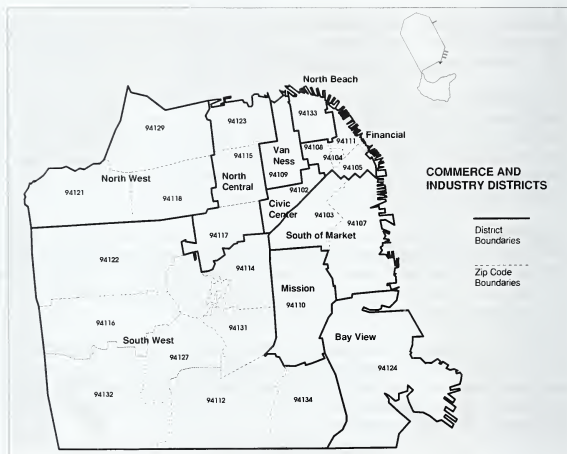 North Beach
94129
94123
94133
94111
Financial
94115
Van
Ness
94108
94104
94105
94121
North West
94118
North
Central
94109
94102
Civic
Center
94103
94107
South of Market
94117
COMMERCE AND
INDUSTRY DISTRICTS
District
Boundaries
Zip Code
Boundaries
94122
94114
Mission
94110
94116
South West
94131
94127
Bay View
94124
94132
94112
94134